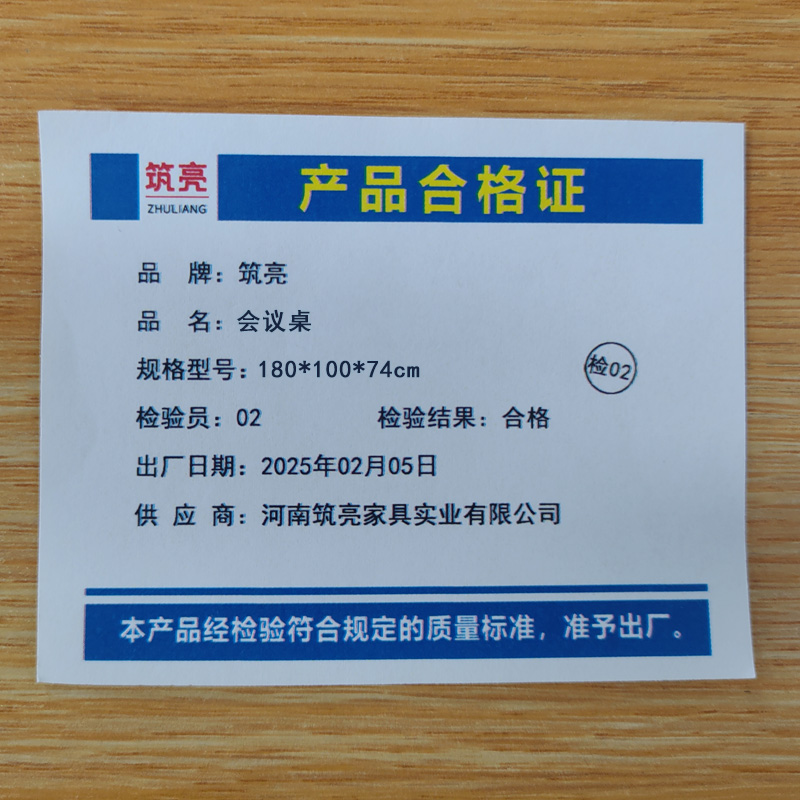 筑亮
ZHULIANG
产品合格证
品 牌：筑亮
品 名：会议桌
规格型号：180*100*74cm
检02
检验员：02 检验结果：合格
出厂日期：2025年02月05日
供 应 商：河南筑亮家具实业有限公司
本产品经检验符合规定的质量标准，准予出厂。